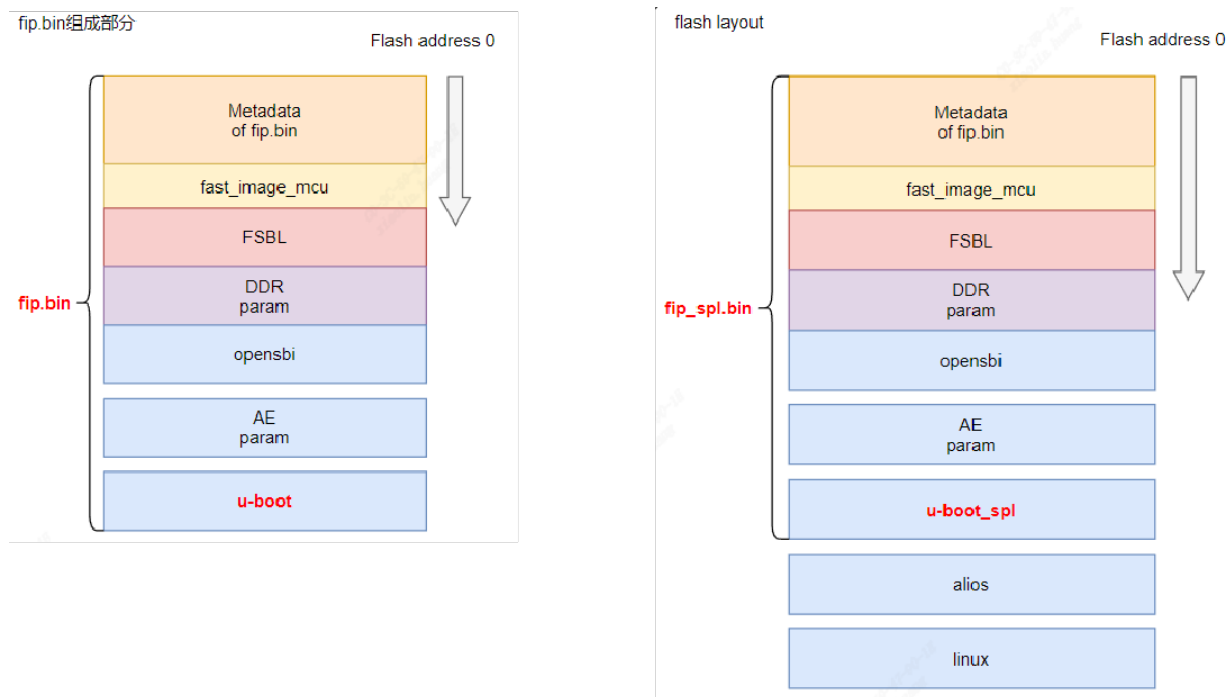 fip.bin组成部分
Flash address 0
Metadata
of fip.bin
fast_image_mcu
FSBL
DDR
param
opensbi
AE
param
u-boot
fip.bin
flash layout
Flash address 0
Metadata
of fip.bin
fast_image_mcu
FSBL
DDR
param
opensbi
AE
param
u-boot_spl
fip_spl.bin
alios
linux